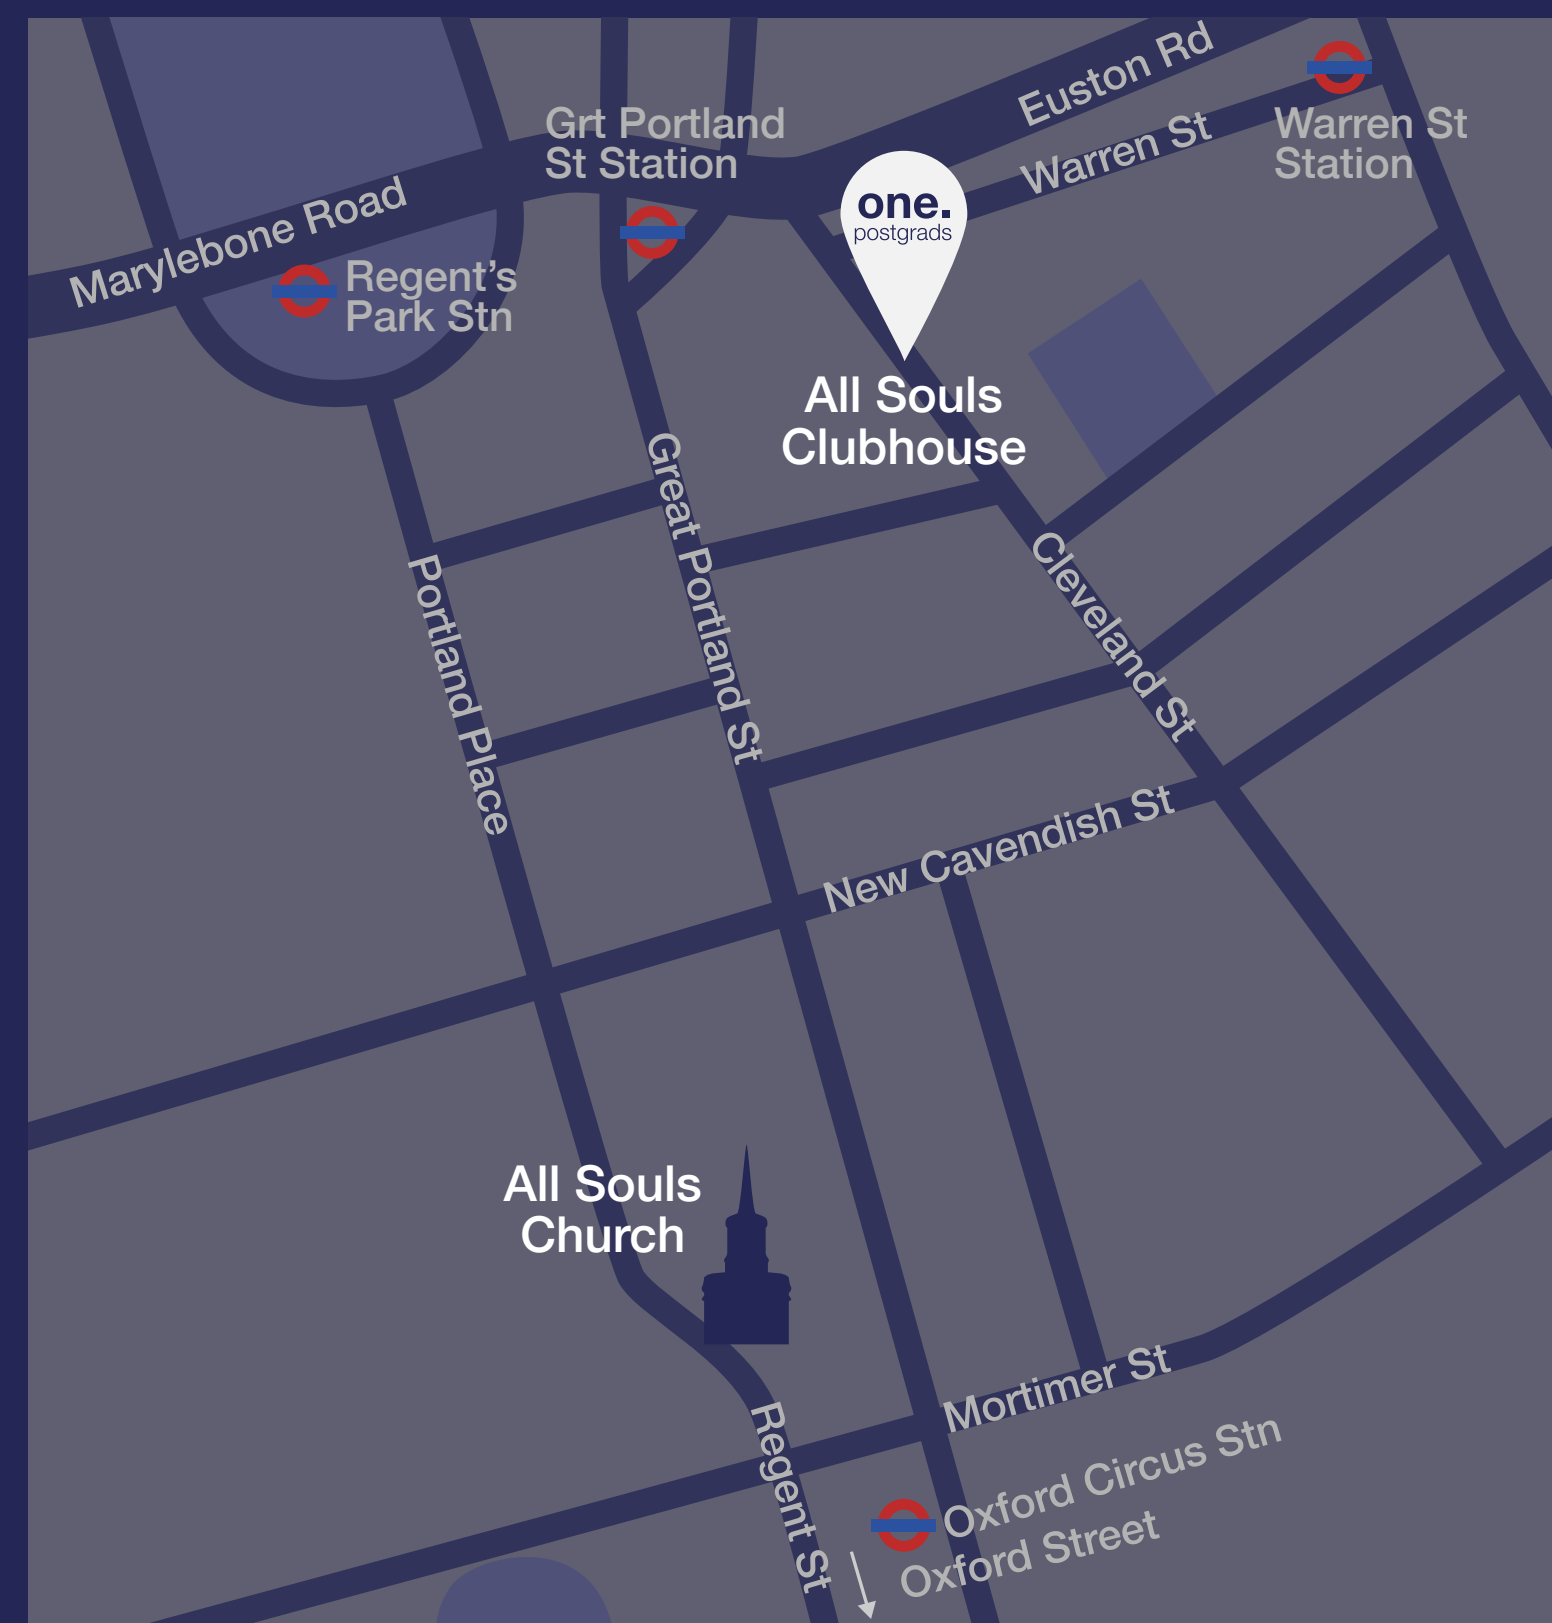 Euston Rd
Warren St
Grt Portland
St Station
Warren St
Station
Marylebone Road
one.
postgrads
Regent's
Park Stn
All Souls
Clubhouse
Great Portland St
Cleveland St
Portland Place
New Cavendish St
All Souls
Church
Mortimer St
Regent St
Oxford Circus Stn
Oxford Street